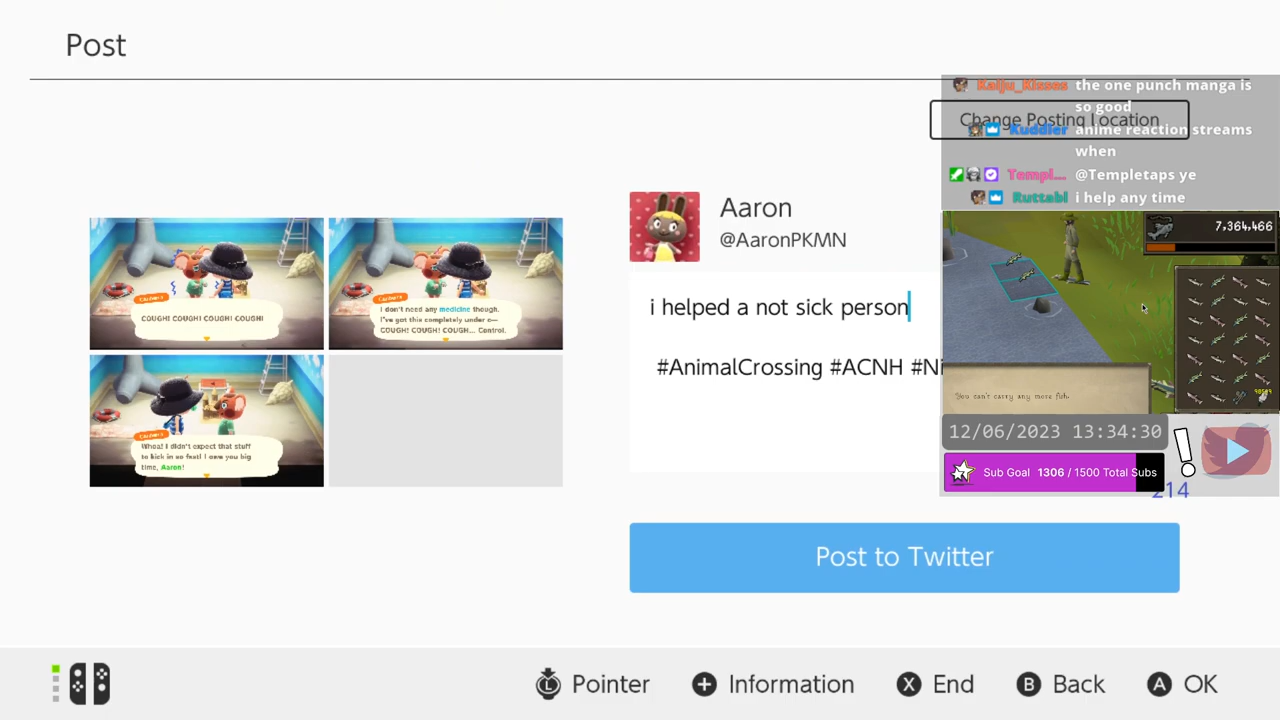 Post
Kaiju_Kisses the one punch manga is
so good
Change Posting Location
Kuddler anime reaction streams
when
Templ... @Templetaps ye
Ruttabl i help any time
Aaron
@AaronPKMN
i helped a not sick person
#AnimalCrossing #ACNH #Ni
COUGH! COUGH! COUGH! COUGH!
I don't need any medicine though.
I've got this completely under c—
COUGH! COUGH! COUGH... Control.
Whoa! I didn't expect that stuff
to kick in so fast! I owe you big
time, Aaron!
7,364,466
You can't carry any more fish.
12/06/2023 13:34:30
Sub Goal 1306 / 1500 Total Subs
214
Post to Twitter
L Pointer + Information X End B Back A OK